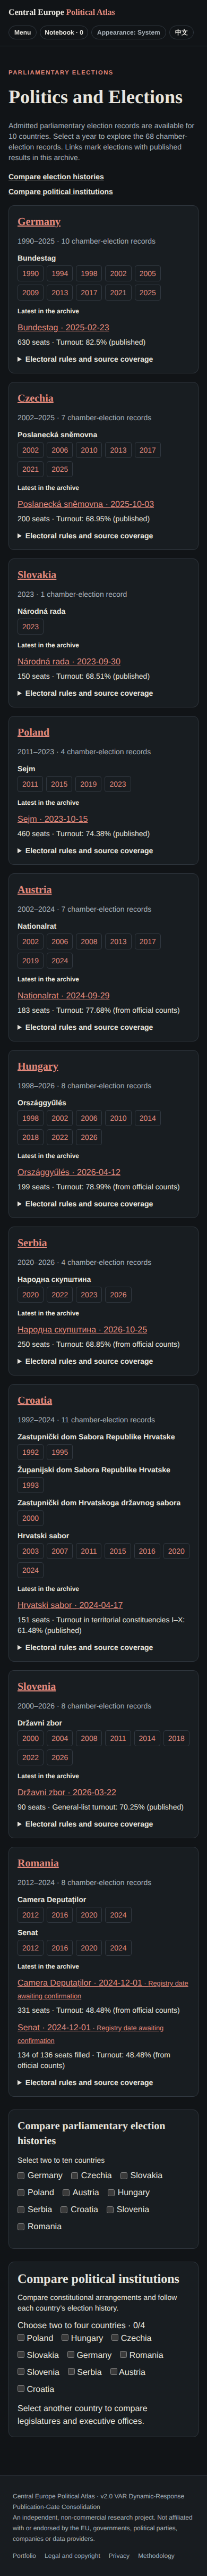 Central Europe Political Atlas
Menu
Notebook · 0
Appearance: System
中文
PARLIAMENTARY ELECTIONS
Politics and Elections
Admitted parliamentary election records are available for
10 countries. Select a year to explore the 68 chamber-
election records. Links mark elections with published
results in this archive.
Compare election histories
Compare political institutions
Germany
1990–2025 · 10 chamber-election records
Bundestag
1990 1994 1998 2002 2005
2009 2013 2017 2021 2025
Latest in the archive
Bundestag · 2025-02-23
630 seats · Turnout: 82.5% (published)
▶ Electoral rules and source coverage
Czechia
2002–2025 · 7 chamber-election records
Poslanecká sněmovna
2002 2006 2010 2013 2017
2021 2025
Latest in the archive
Poslanecká sněmovna · 2025-10-03
200 seats · Turnout: 68.95% (published)
▶ Electoral rules and source coverage
Slovakia
2023 · 1 chamber-election record
Národná rada
2023
Latest in the archive
Národná rada · 2023-09-30
150 seats · Turnout: 68.51% (published)
▶ Electoral rules and source coverage
Poland
2011–2023 · 4 chamber-election records
Sejm
2011 2015 2019 2023
Latest in the archive
Sejm · 2023-10-15
460 seats · Turnout: 74.38% (published)
▶ Electoral rules and source coverage
Austria
2002–2024 · 7 chamber-election records
Nationalrat
2002 2006 2008 2013 2017
2019 2024
Latest in the archive
Nationalrat · 2024-09-29
183 seats · Turnout: 77.68% (from official counts)
▶ Electoral rules and source coverage
Hungary
1998–2026 · 8 chamber-election records
Országgyűlés
1998 2002 2006 2010 2014
2018 2022 2026
Latest in the archive
Országgyűlés · 2026-04-12
199 seats · Turnout: 78.99% (from official counts)
▶ Electoral rules and source coverage
Serbia
2020–2026 · 4 chamber-election records
Народна скупштина
2020 2022 2023 2026
Latest in the archive
Народна скупштина · 2026-10-25
250 seats · Turnout: 68.85% (from official counts)
▶ Electoral rules and source coverage
Croatia
1992–2024 · 11 chamber-election records
Zastupnički dom Sabora Republike Hrvatske
1992 1995
Županijski dom Sabora Republike Hrvatske
1993
Zastupnički dom Hrvatskoga državnog sabora
2000
Hrvatski sabor
2003 2007 2011 2015 2016 2020
2024
Latest in the archive
Hrvatski sabor · 2024-04-17
151 seats · Turnout in territorial constituencies I–X:
61.48% (published)
▶ Electoral rules and source coverage
Slovenia
2000–2026 · 8 chamber-election records
Državni zbor
2000 2004 2008 2011 2014 2018
2022 2026
Latest in the archive
Državni zbor · 2026-03-22
90 seats · General-list turnout: 70.25% (published)
▶ Electoral rules and source coverage
Romania
2012–2024 · 8 chamber-election records
Camera Deputaților
2012 2016 2020 2024
Senat
2012 2016 2020 2024
Latest in the archive
Camera Deputaților · 2024-12-01 · Registry date
awaiting confirmation
331 seats · Turnout: 48.48% (from official counts)
Senat · 2024-12-01 · Registry date awaiting
confirmation
134 of 136 seats filled · Turnout: 48.48% (from
official counts)
▶ Electoral rules and source coverage
Compare parliamentary election
histories
Select two to ten countries
Germany Czechia Slovakia
Poland Austria Hungary
Serbia Croatia Slovenia
Romania
Compare political institutions
Compare constitutional arrangements and follow
each country's election history.
Choose two to four countries · 0/4
Poland Hungary Czechia
Slovakia Germany Romania
Slovenia Serbia Austria
Croatia
Select another country to compare
legislatures and executive offices.
Central Europe Political Atlas · v2.0 VAR Dynamic-Response
Publication-Gate Consolidation
An independent, non-commercial research project. Not affiliated
with or endorsed by the EU, governments, political parties,
companies or data providers.
Portfolio Legal and copyright Privacy Methodology